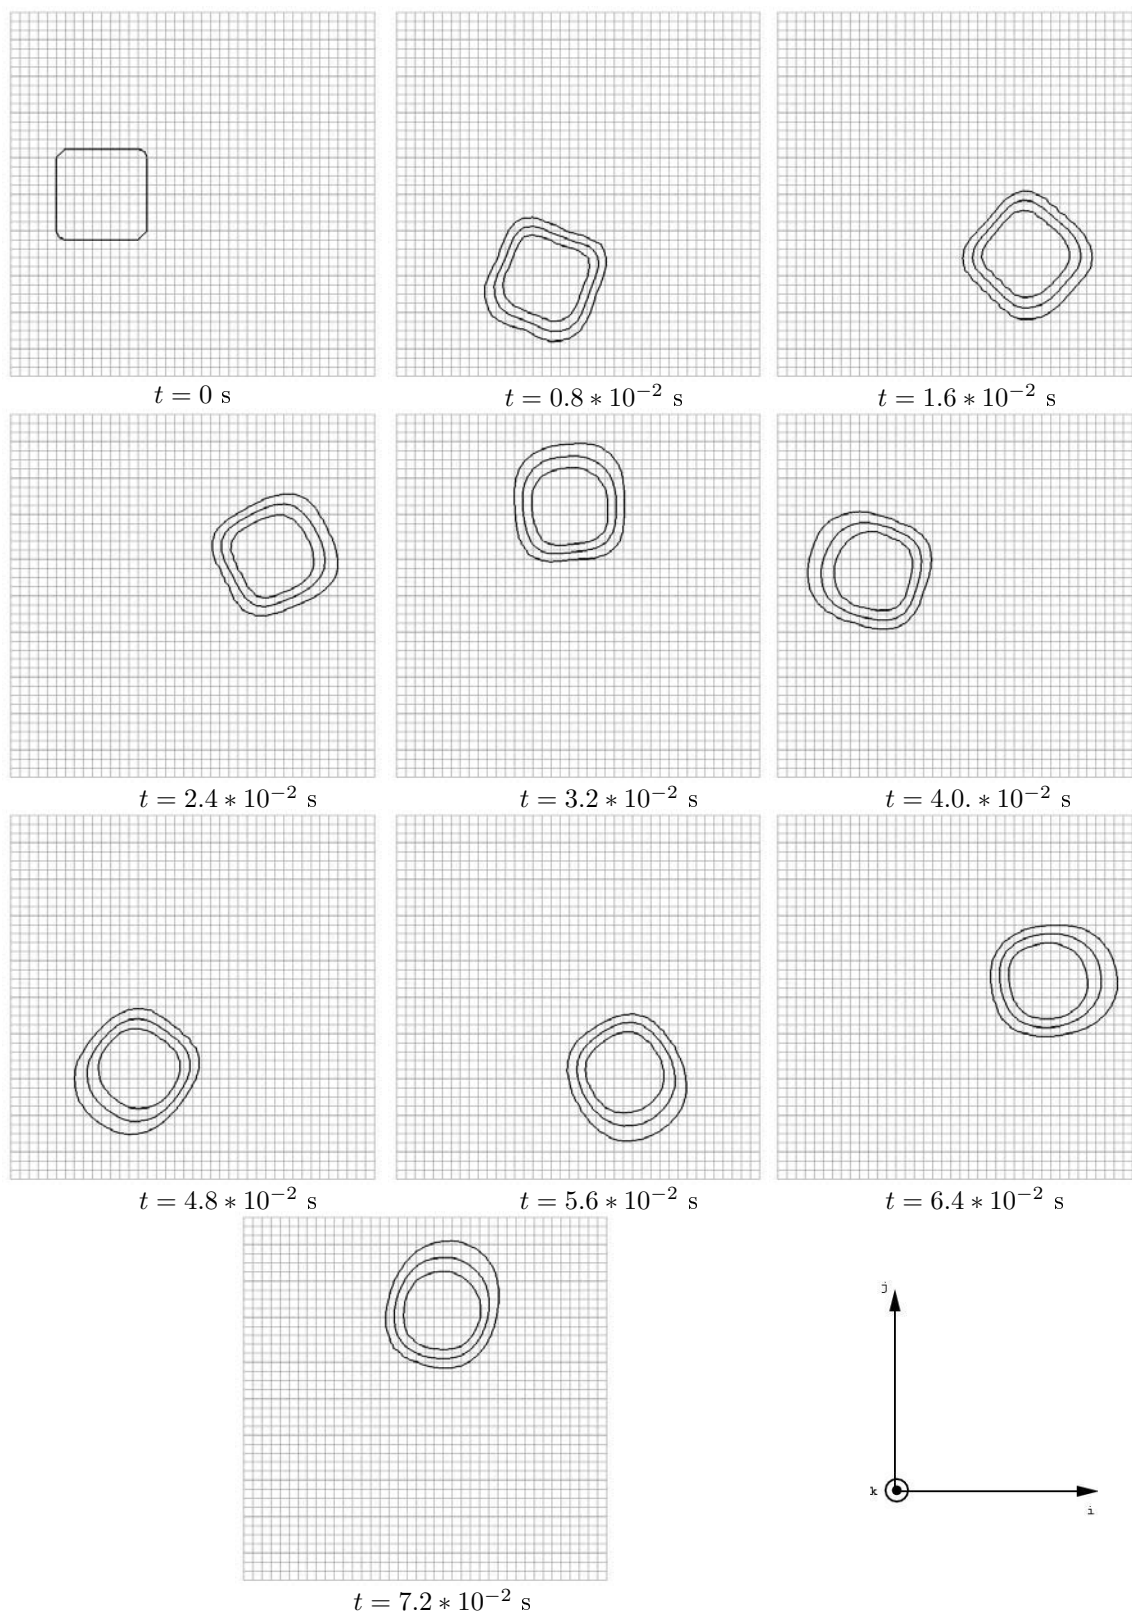 t = 0 s
t = 0.8 * 10⁻² s
t = 1.6 * 10⁻² s
t = 2.4 * 10⁻² s
t = 3.2 * 10⁻² s
t = 4.0. * 10⁻² s
t = 4.8 * 10⁻² s
t = 5.6 * 10⁻² s
t = 6.4 * 10⁻² s
j
k
i
t = 7.2 * 10⁻² s